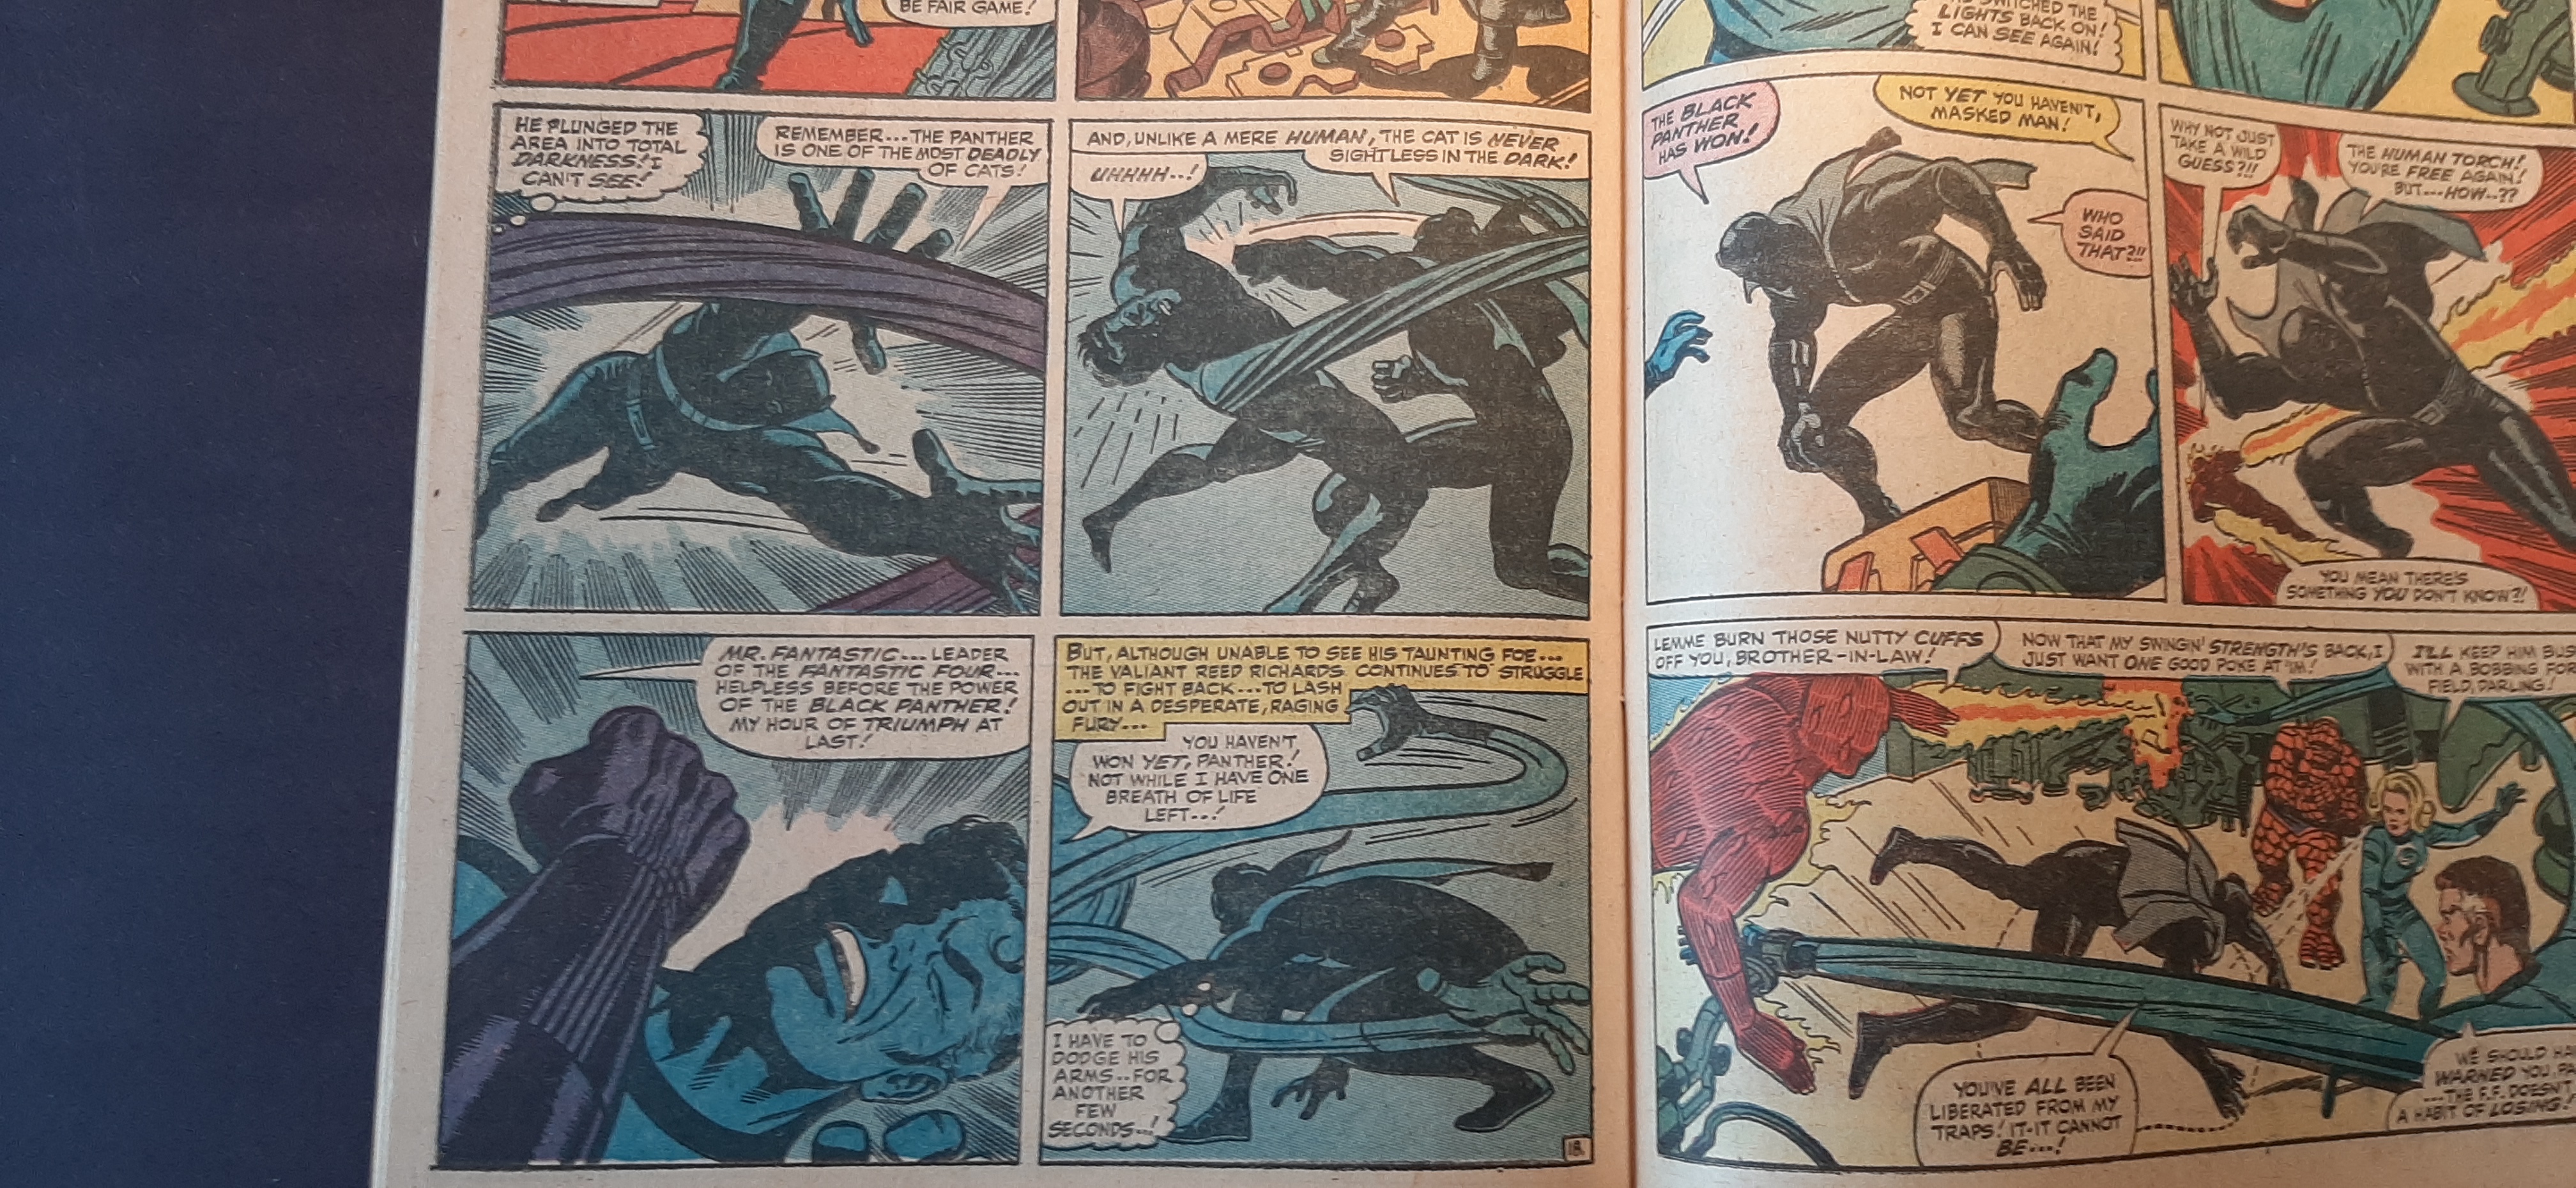 BE FAIR GAME!
HE PLUNGED THE
AREA INTO TOTAL
DARKNESS! I
CAN'T SEE!
REMEMBER...THE PANTHER
IS ONE OF THE MOST DEADLY
OF CATS!
AND, UNLIKE A MERE HUMAN, THE CAT IS NEVER
SIGHTLESS IN THE DARK!
UHHHH..!
MR. FANTASTIC... LEADER
OF THE FANTASTIC FOUR...
HELPLESS BEFORE THE POWER
OF THE BLACK PANTHER!
MY HOUR OF TRIUMPH AT
LAST!
BUT, ALTHOUGH UNABLE TO SEE HIS TAUNTING FOE...
THE VALIANT REED RICHARDS CONTINUES TO STRUGGLE
...TO FIGHT BACK...TO LASH
OUT IN A DESPERATE, RAGING
FURY...
YOU HAVEN'T
WON YET, PANTHER!
NOT WHILE I HAVE ONE
BREATH OF LIFE
LEFT..!
I HAVE TO
DODGE HIS
ARMS..FOR
ANOTHER
FEW
SECONDS..!
18
SWITCHED THE
LIGHTS BACK ON!
I CAN SEE AGAIN!
THE BLACK
PANTHER
HAS WON!
NOT YET YOU HAVEN'T,
MASKED MAN!
WHO
SAID
THAT?!!
WHY NOT JUST
TAKE A WILD
GUESS?!!
THE HUMAN TORCH!
YOU'RE FREE AGAIN!
BUT...HOW..??
YOU MEAN THERE'S
SOMETHING YOU DON'T KNOW?!
LEMME BURN THOSE NUTTY CUFFS
OFF YOU, BROTHER-IN-LAW!
NOW THAT MY SWINGIN' STRENGTH'S BACK, I
JUST WANT ONE GOOD POKE AT 'IM!
I'LL KEEP HIM
WITH A BOBBING
FIELD, DARLING!
YOU'VE ALL BEEN
LIBERATED FROM MY
TRAPS! IT-IT CANNOT
BE...!
WE SHOULD
WARNED YOU,
...THE F.F. DOESN'T
A HABIT OF LOSING!